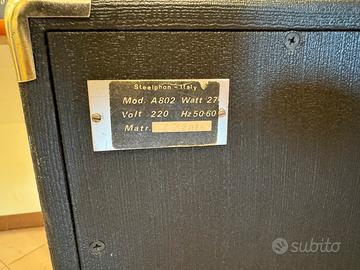 Steelphon - Italy
Mod. A802 Watt 27
Volt 220 Hz 50-60
Matr.
subito